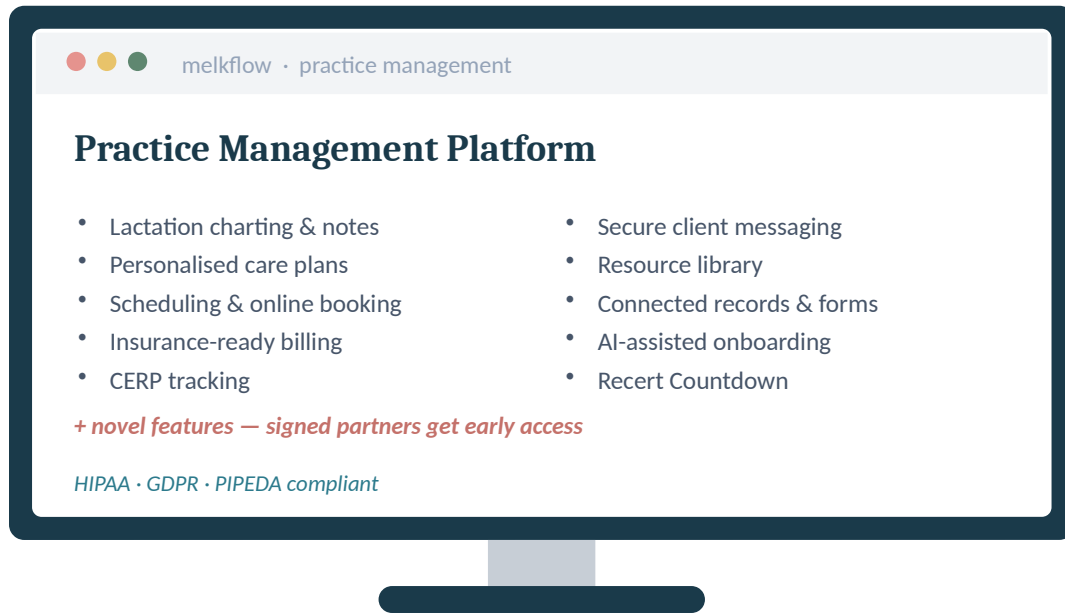 melkflow · practice management
Practice Management Platform
• Lactation charting & notes
• Personalised care plans
• Scheduling & online booking
• Insurance-ready billing
• CERP tracking
• Secure client messaging
• Resource library
• Connected records & forms
• AI-assisted onboarding
• Recert Countdown
+ novel features — signed partners get early access
HIPAA · GDPR · PIPEDA compliant